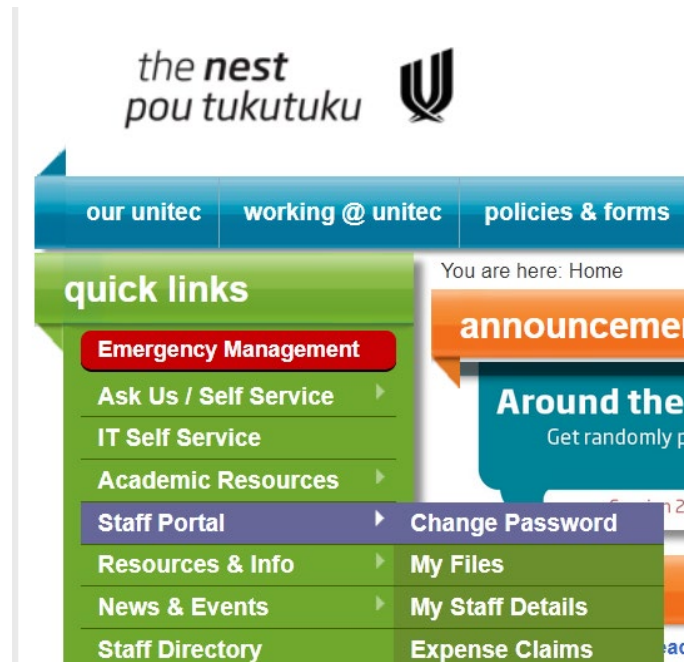 the nest
pou tukutuku
our unitec
working @ unitec
policies & forms
You are here: Home
quick links
Emergency Management
Ask Us / Self Service
IT Self Service
Academic Resources
Staff Portal
Resources & Info
News & Events
Staff Directory
Around the
Get randomly p
Change Password
My Files
My Staff Details
Expense Claims